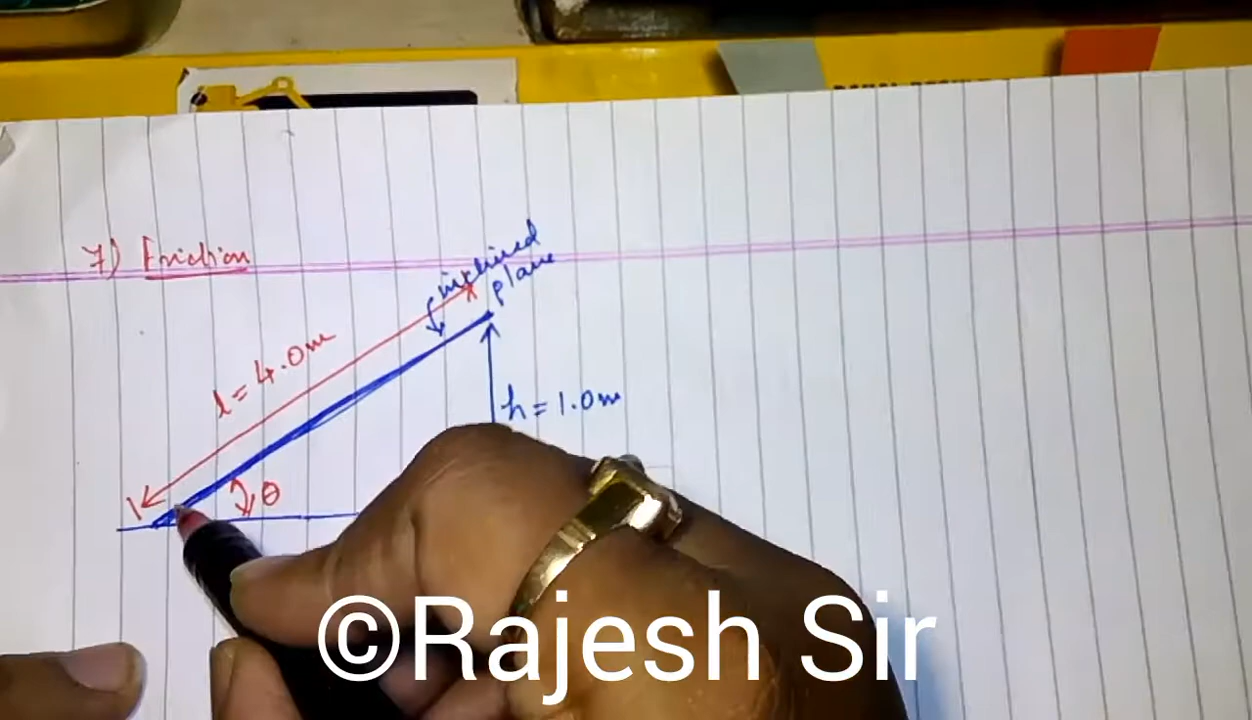 7) Friction
inclined
plane
l = 4.0m
h = 1.0m
θ
©Rajesh Sir